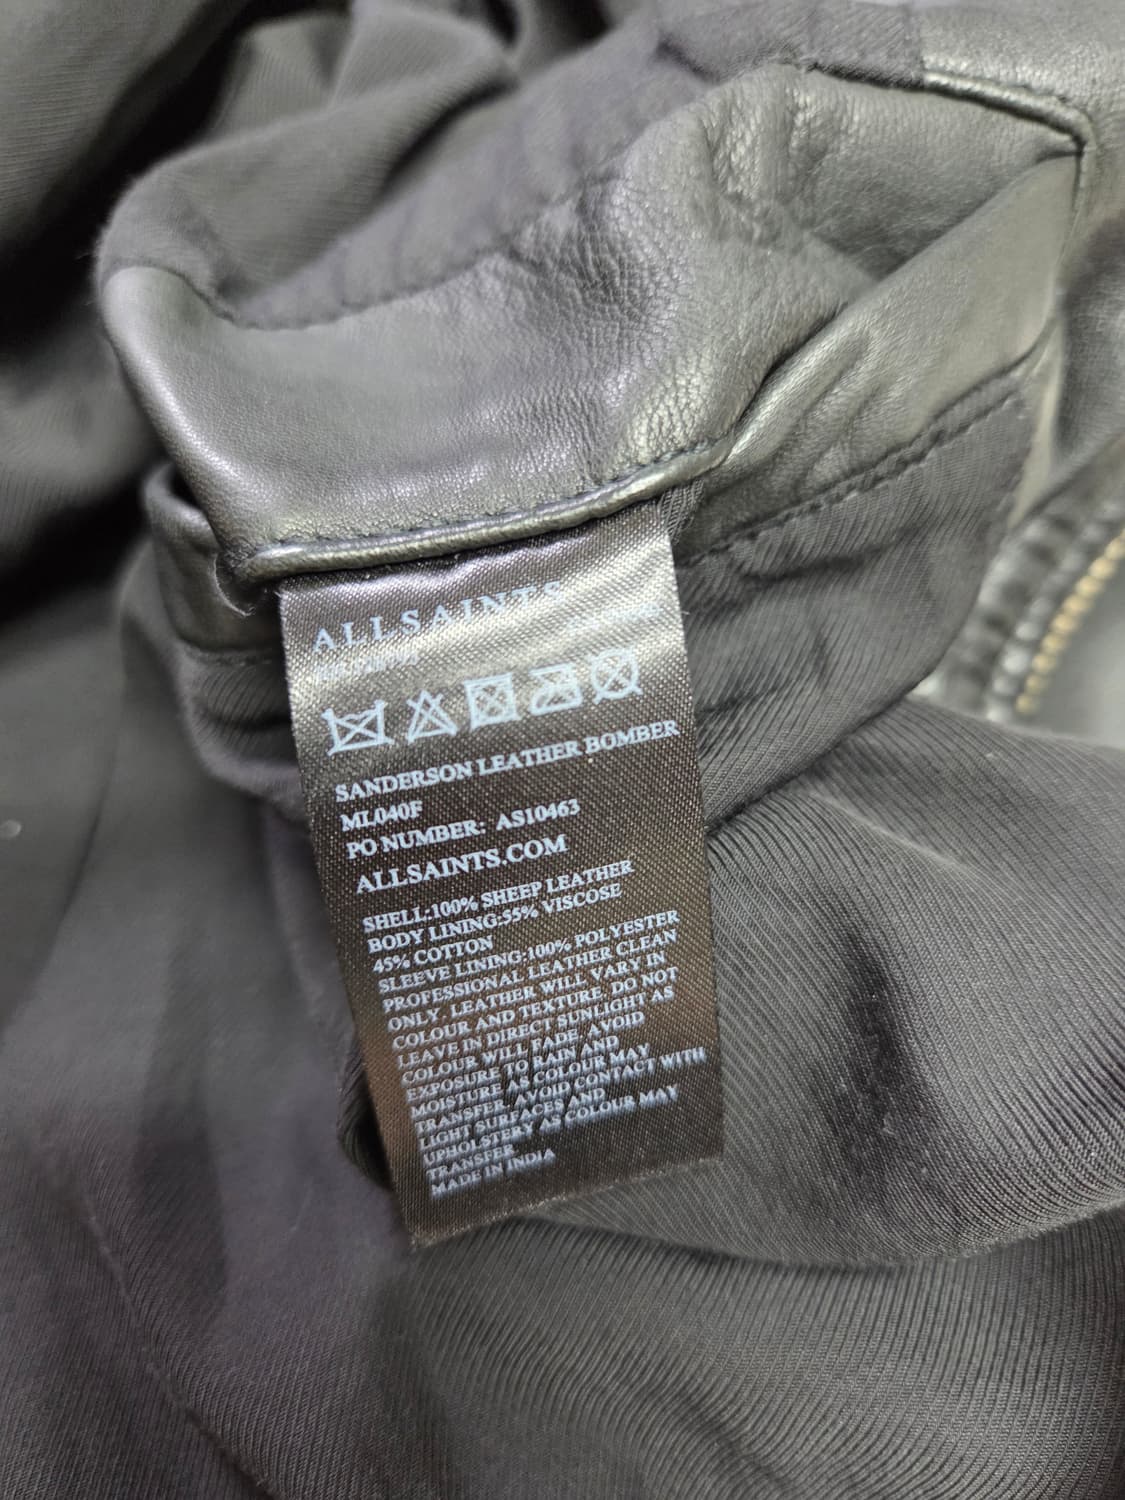 ALLSAINTS
SANDERSON LEATHER BOMBER
ML040F
PO NUMBER: AS10463
ALLSAINTS.COM
SHELL:100% SHEEP LEATHER
BODY LINING:55% VISCOSE
45% COTTON
SLEEVE LINING:100% POLYESTER
PROFESSIONAL LEATHER CLEAN
ONLY. LEATHER WILL VARY IN
COLOUR AND TEXTURE. DO NOT
LEAVE IN DIRECT SUNLIGHT AS
COLOUR WILL FADE. AVOID
EXPOSURE TO RAIN AND
MOISTURE AS COLOUR MAY
TRANSFER. AVOID CONTACT WITH
LIGHT SURFACES AND
UPHOLSTERY AS COLOUR MAY
TRANSFER
MADE IN INDIA